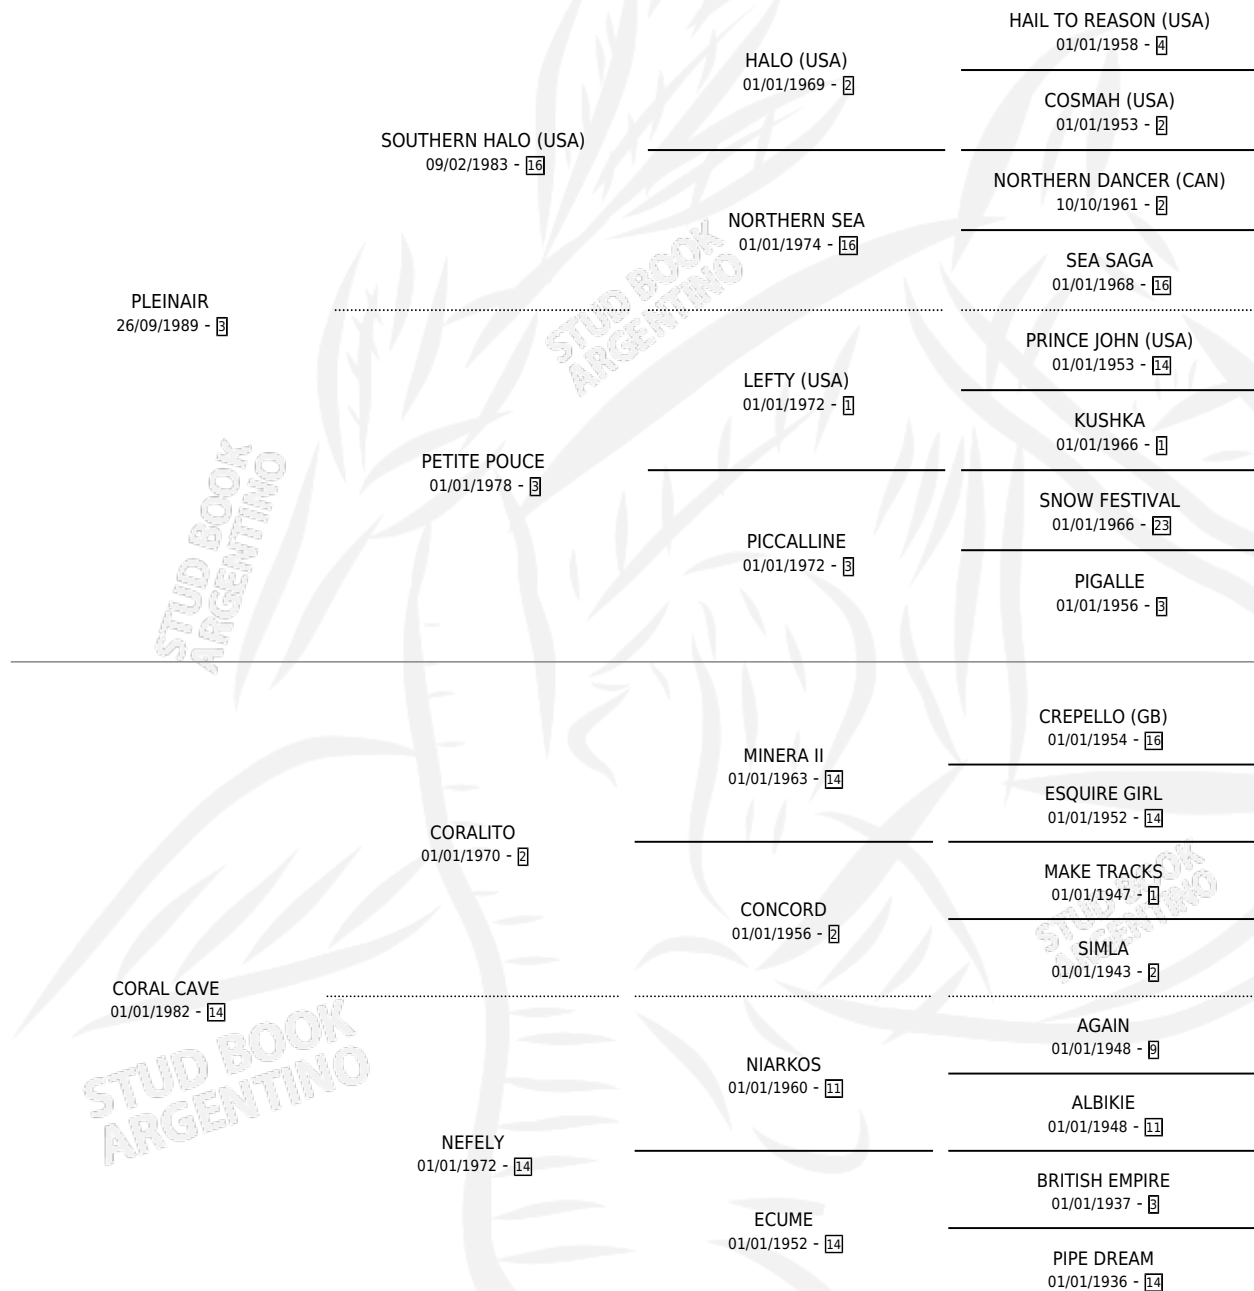 HAIL TO REASON (USA)
01/01/1958 - 4
HALO (USA)
01/01/1969 - 2
COSMAH (USA)
01/01/1953 - 2
SOUTHERN HALO (USA)
09/02/1983 - 16
NORTHERN DANCER (CAN)
10/10/1961 - 2
NORTHERN SEA
01/01/1974 - 16
SEA SAGA
01/01/1968 - 16
PLEINAIR
26/09/1989 - 3
STUD BOOK
ARGENTINO
PRINCE JOHN (USA)
01/01/1953 - 14
LEFTY (USA)
01/01/1972 - 1
KUSHKA
01/01/1966 - 1
PETITE POUCE
01/01/1978 - 3
SNOW FESTIVAL
01/01/1966 - 23
PICCALLINE
01/01/1972 - 3
PIGALLE
01/01/1956 - 3
STUD BOOK
ARGENTINO
CREPELLO (GB)
01/01/1954 - 16
MINERA II
01/01/1963 - 14
ESQUIRE GIRL
01/01/1952 - 14
CORALITO
01/01/1970 - 2
MAKE TRACKS
01/01/1947 - 1
CONCORD
01/01/1956 - 2
STUD BOOK
ARGENTINO
SIMLA
01/01/1943 - 2
CORAL CAVE
01/01/1982 - 14
STUD BOOK
ARGENTINO
AGAIN
01/01/1948 - 9
NIARKOS
01/01/1960 - 11
ALBIKIE
01/01/1948 - 11
NEFELY
01/01/1972 - 14
BRITISH EMPIRE
01/01/1937 - 3
ECUME
01/01/1952 - 14
PIPE DREAM
01/01/1936 - 14